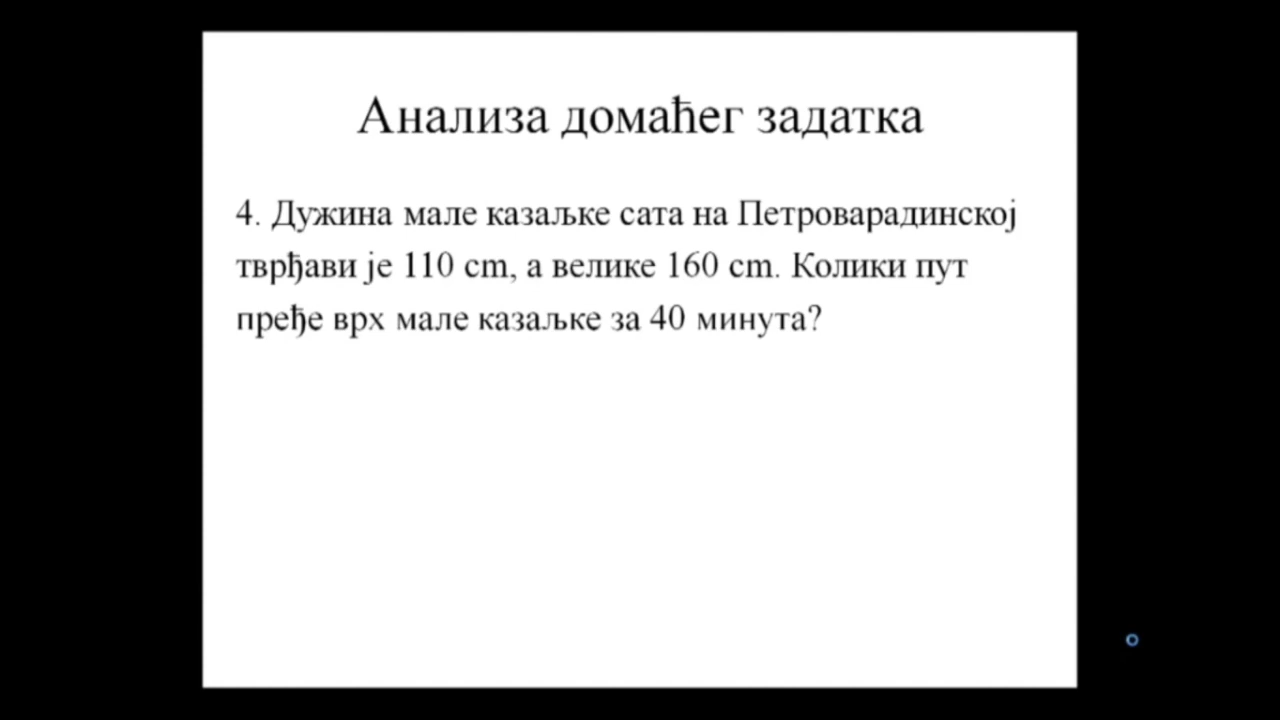 Анализа домаћег задатка
4. Дужина мале казаљке сата на Петроварадинској
тврђави је 110 cm, а велике 160 cm. Колики пут
пређе врх мале казаљке за 40 минута?